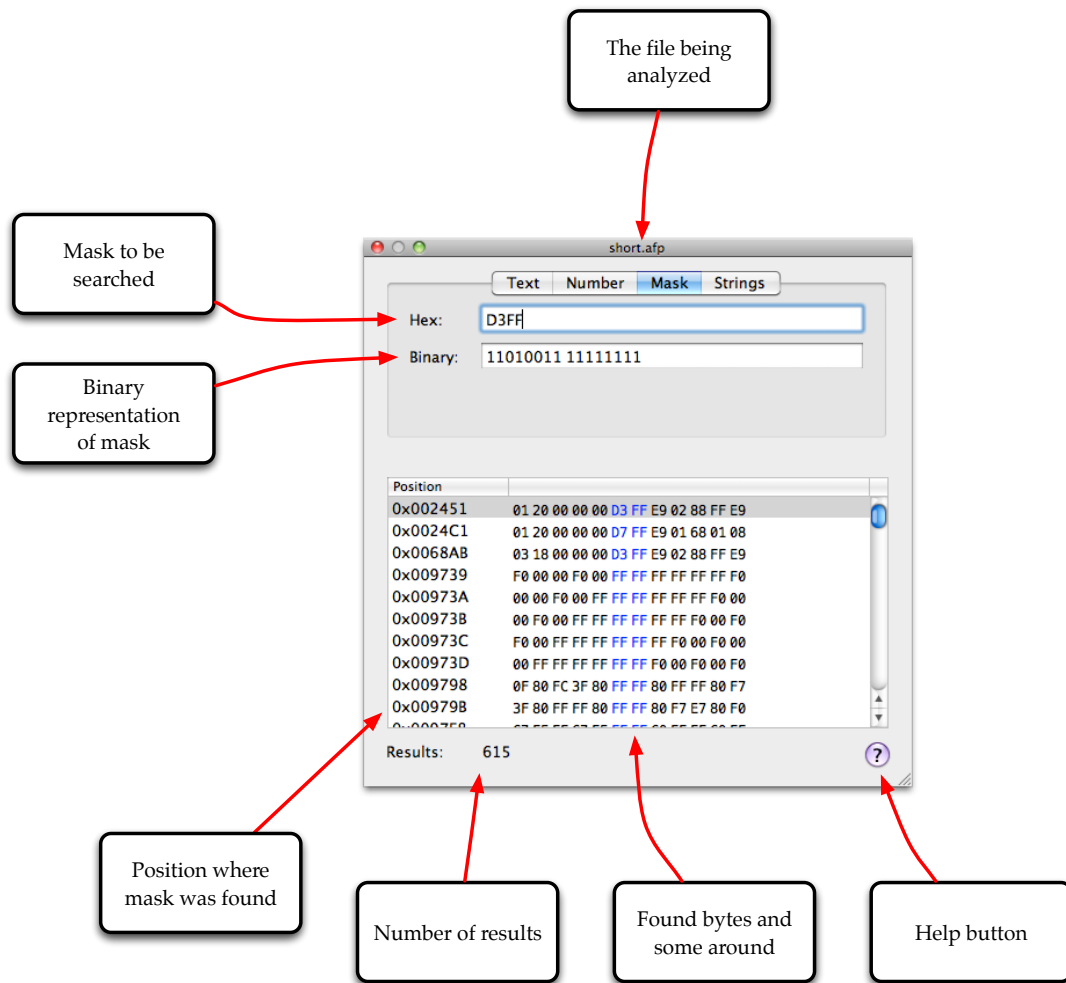 The file being
analyzed
Mask to be
searched
short.afp
Text Number Mask Strings
Hex: D3FF
Binary: 11010011 11111111
Binary
representation
of mask
Position
0x002451 01 20 00 00 00 D3 FF E9 02 88 FF E9
0x0024C1 01 20 00 00 00 D7 FF E9 01 68 01 08
0x0068AB 03 18 00 00 00 D3 FF E9 02 88 FF E9
0x009739 F0 00 00 F0 00 FF FF FF FF FF FF F0
0x00973A 00 00 F0 00 FF FF FF FF FF FF F0 00
0x00973B 00 F0 00 FF FF FF FF FF FF F0 00 F0
0x00973C F0 00 FF FF FF FF FF FF F0 00 F0 00
0x00973D 00 FF FF FF FF FF FF F0 00 F0 00 F0
0x009798 0F 80 FC 3F 80 FF FF 80 FF FF 80 F7
0x00979B 3F 80 FF FF 80 FF FF 80 F7 E7 80 F0
Results: 615
?
Position where
mask was found
Number of results
Found bytes and
some around
Help button